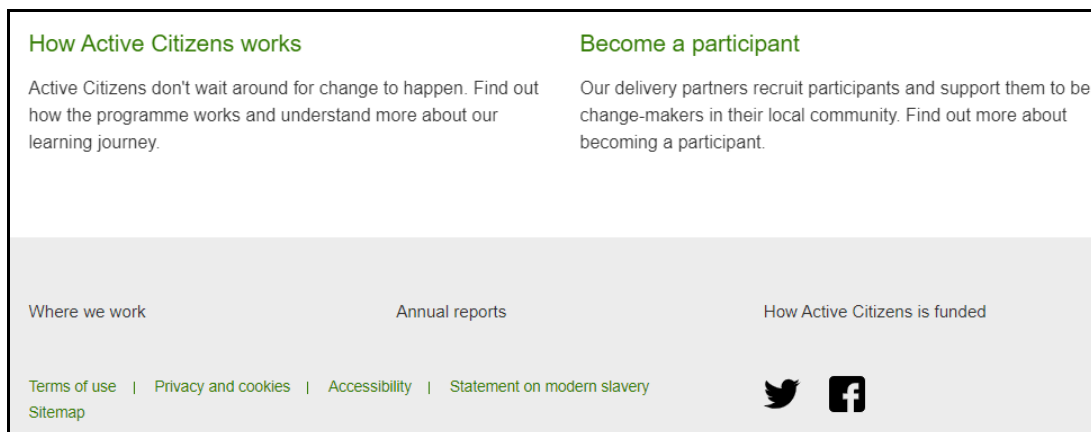 How Active Citizens works
Active Citizens don't wait around for change to happen. Find out
how the programme works and understand more about our
learning journey.
Become a participant
Our delivery partners recruit participants and support them to be
change-makers in their local community. Find out more about
becoming a participant.
Where we work
Annual reports
How Active Citizens is funded
Terms of use | Privacy and cookies | Accessibility | Statement on modern slavery
Sitemap